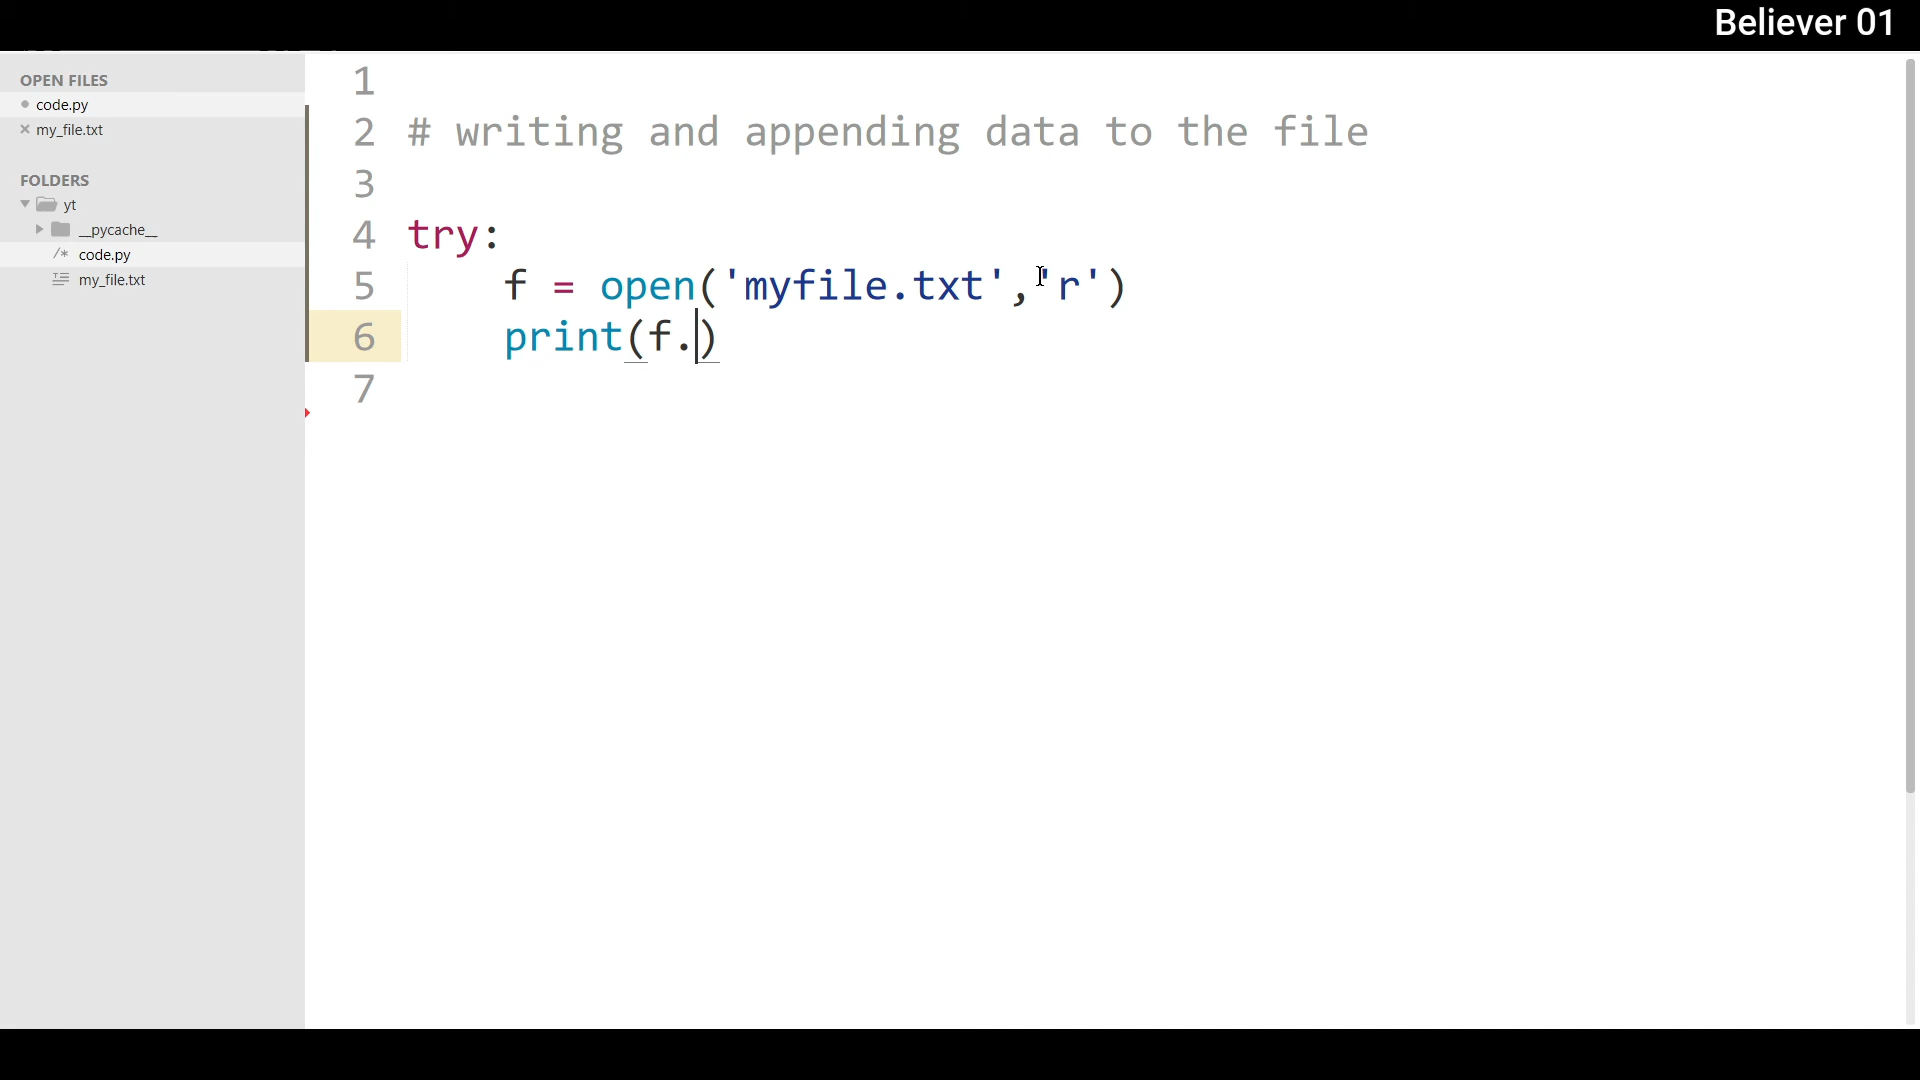 Believer 01
OPEN FILES
code.py
my_file.txt
FOLDERS
yt
__pycache__
/* code.py
my_file.txt
1
2 # writing and appending data to the file
3
4 try:
5     f = open('myfile.txt','r')
6     print(f.)
7